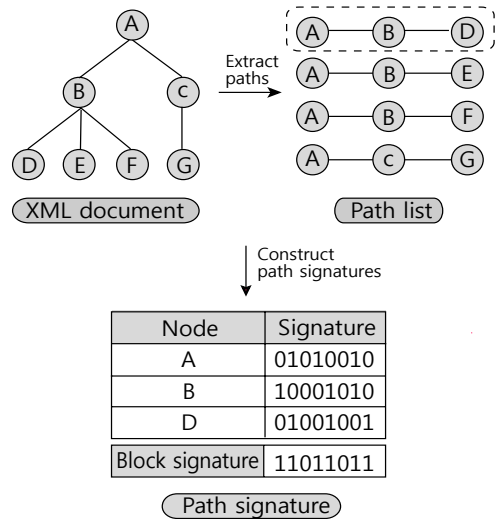 A
B
c
D E F G
XML document
Extract
paths
A B D
A B E
A B F
A c G
Path list
Construct
path signatures
Node Signature
A 01010010
B 10001010
D 01001001
Block signature 11011011
Path signature